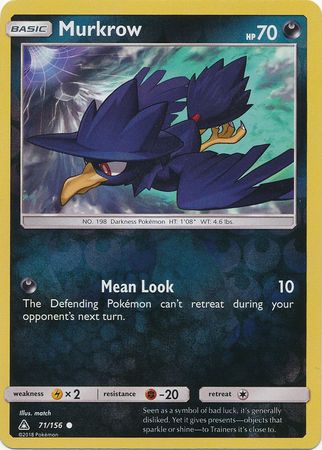 BASIC Murkrow HP 70
NO. 198 Darkness Pokémon HT: 1'08" WT: 4.6 lbs.
Mean Look 10
The Defending Pokémon can't retreat during your
opponent's next turn.
weakness × 2 resistance -20 retreat
Illus. match
71/156
©2018 Pokémon
Seen as a symbol of bad luck, it's generally
disliked. Yet it gives presents—objects that
sparkle or shine—to Trainers it's close to.